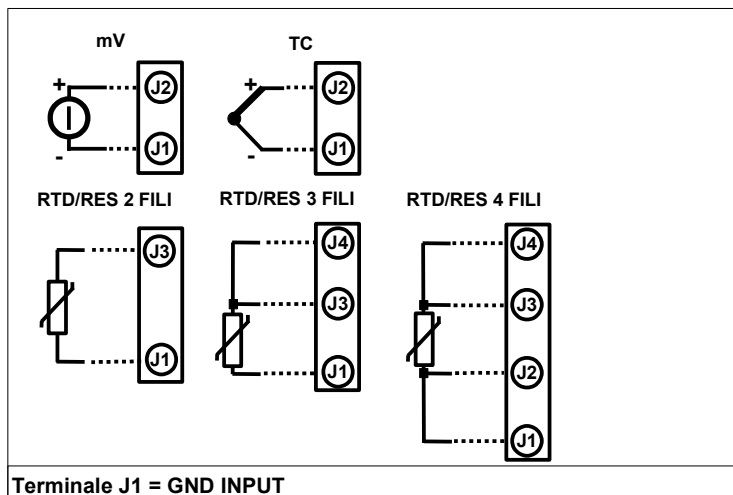 mV
+
J2
-
J1
TC
+
J2
-
J1
RTD/RES 2 FILI
J3
J1
RTD/RES 3 FILI
J4
J3
J1
RTD/RES 4 FILI
J4
J3
J2
J1
Terminale J1 = GND INPUT